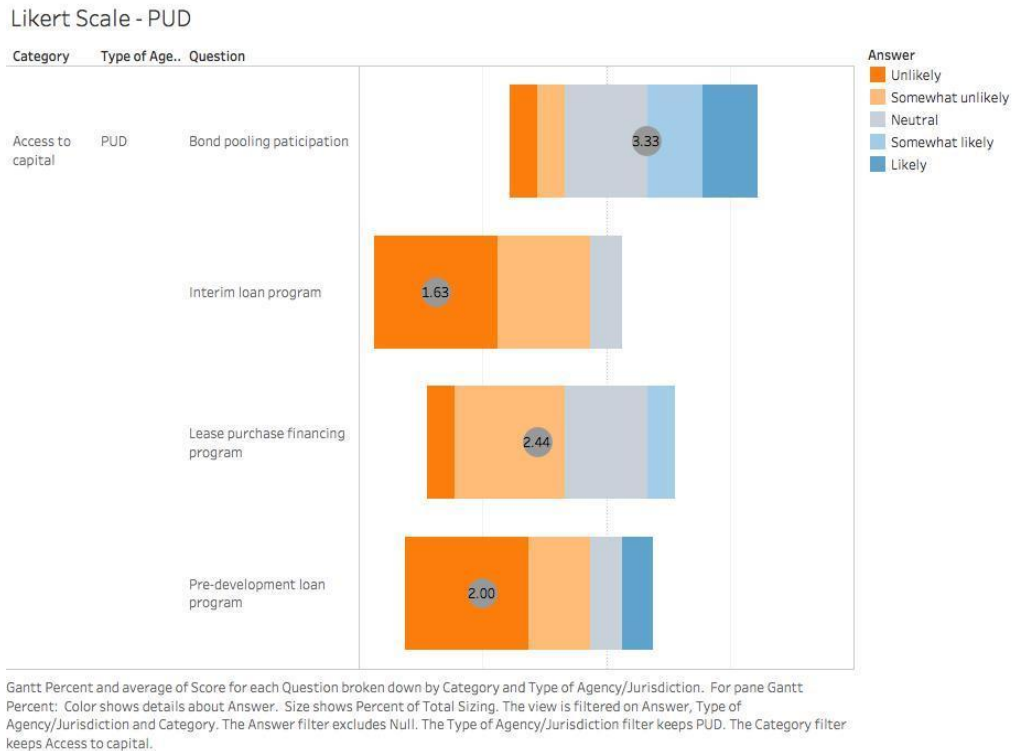 Likert Scale - PUD
Category Type of Age.. Question
Answer
Unlikely
Somewhat unlikely
Neutral
Somewhat likely
Likely
Access to
capital
PUD
Bond pooling paticipation
3.33
Interim loan program
1.63
Lease purchase financing
program
2.44
Pre-development loan
program
2.00
Gantt Percent and average of Score for each Question broken down by Category and Type of Agency/Jurisdiction. For pane Gantt
Percent: Color shows details about Answer. Size shows Percent of Total Sizing. The view is filtered on Answer, Type of
Agency/Jurisdiction and Category. The Answer filter excludes Null. The Type of Agency/Jurisdiction filter keeps PUD. The Category filter
keeps Access to capital.